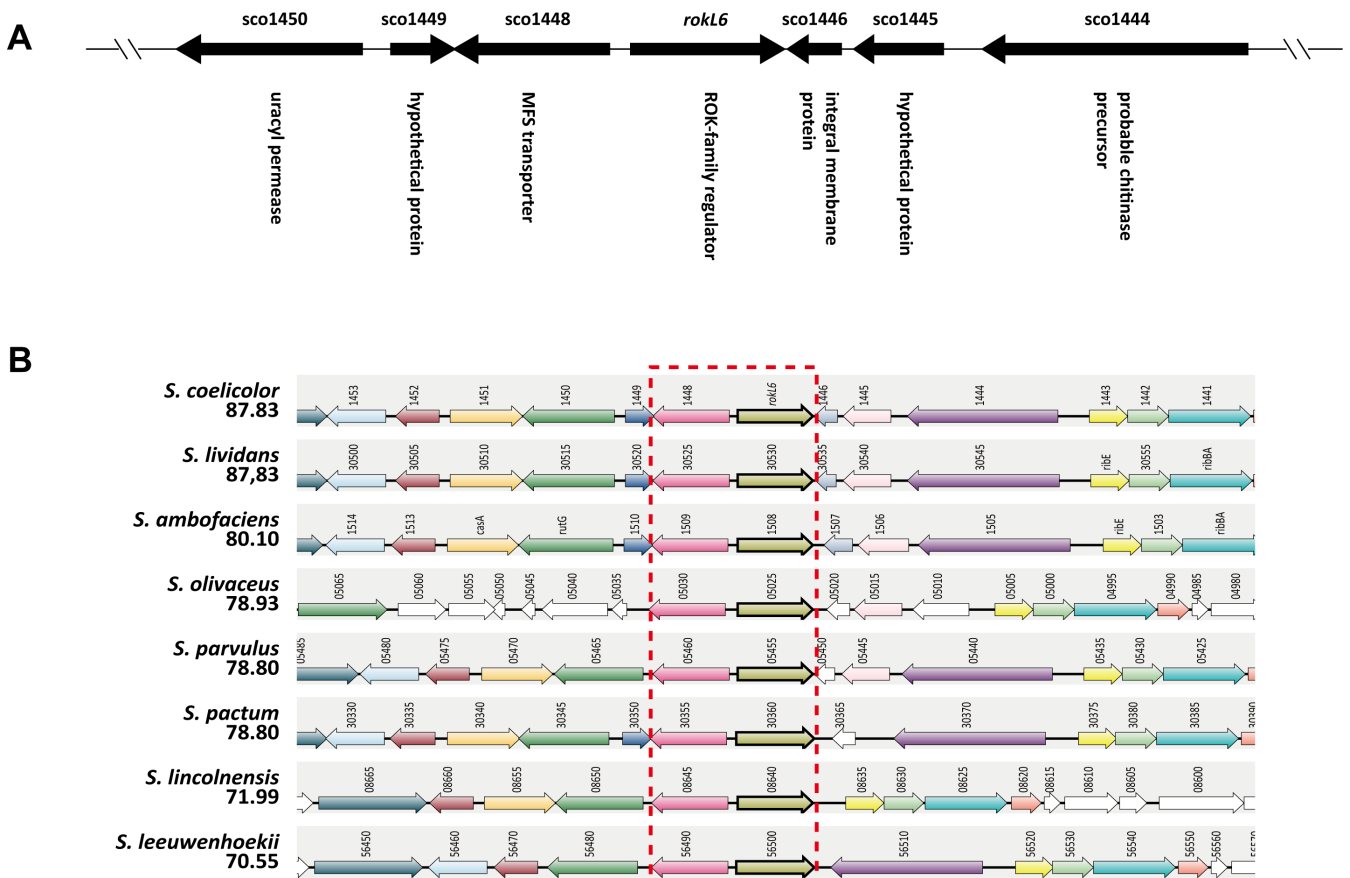 A
sco1450 sco1449 sco1448 rokL6 sco1446 sco1445 sco1444
uracyl permease
hypothetical protein
MFS transporter
ROK-family regulator
integral membrane
protein
hypothetical protein
probable chitinase
precursor
B
S. coelicolor
87.83
1453 1452 1451 1450 1449 1448 rokL6 1446 1445 1444 1443 1442 1441
S. lividans
87,83
30500 30505 30510 30515 30520 30525 30530 30535 30540 30545 ribE 30555 ribBA
S. ambofaciens
80.10
1514 1513 casA rutG 1510 1509 1508 1507 1506 1505 ribE 1503 ribBA
S. olivaceus
78.93
05065 05060 05055 05050 05045 05040 05035 05030 05025 05020 05015 05010 05005 05000 04995 04990 04985 04980
S. parvulus
78.80
05485 05480 05475 05470 05465 05460 05455 05450 05445 05440 05435 05430 05425
S. pactum
78.80
30330 30335 30340 30345 30350 30355 30360 30365 30370 30375 30380 30385 30390
S. lincolnensis
71.99
08665 08660 08655 08650 08645 08640 08635 08630 08625 08620 08615 08610 08605 08600
S. leeuwenhoekii
70.55
56450 56460 56470 56480 56490 56500 56510 56520 56530 56540 56550 56560